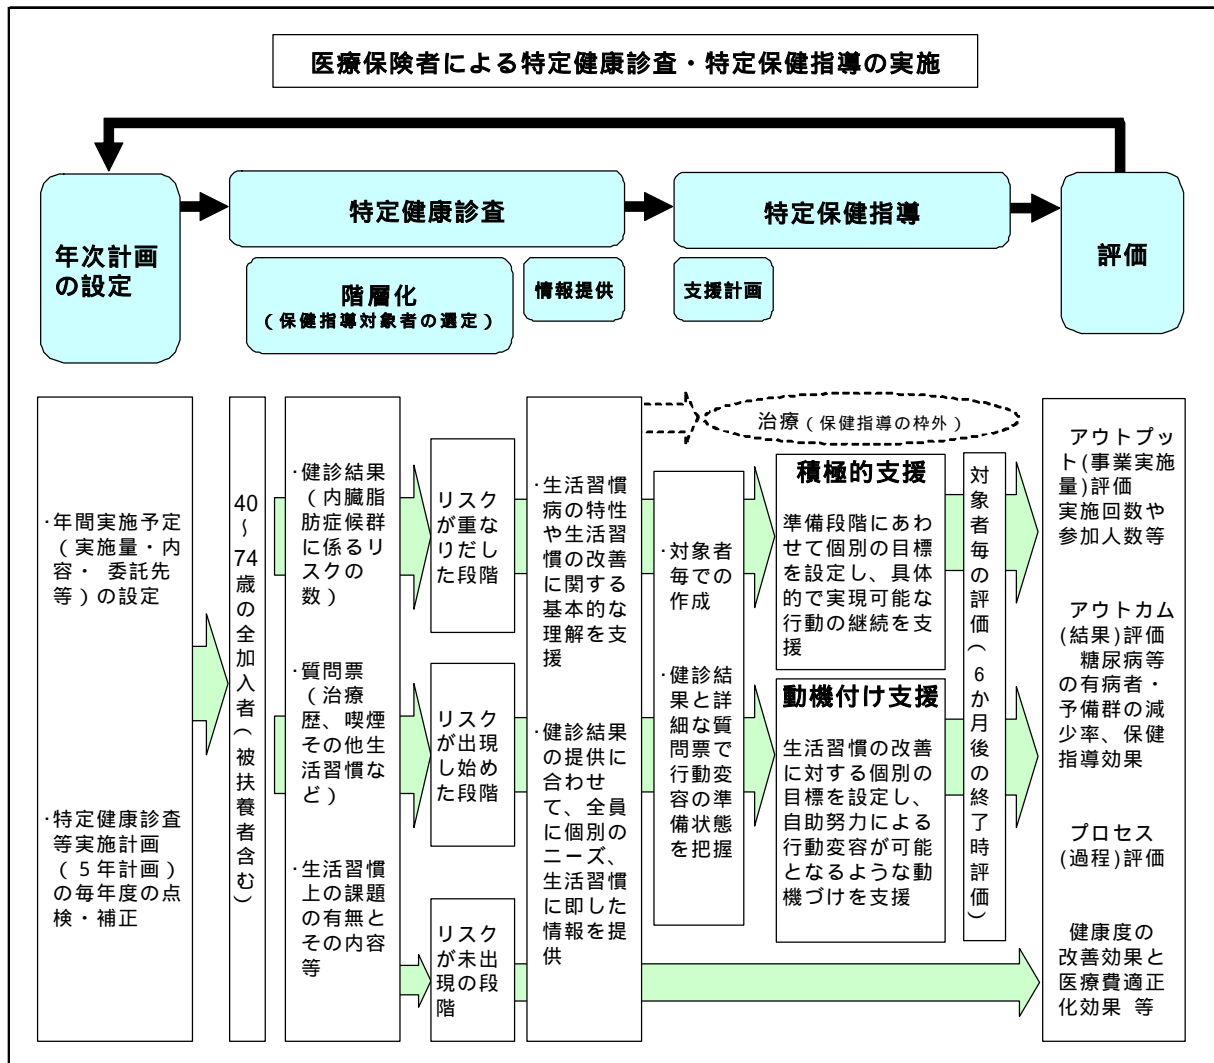 医療保険者による特定健康診査・特定保健指導の実施
年次計画
の設定
特定健康診査
特定保健指導
評価
階層化
（保健指導対象者の選定）
情報提供
支援計画
･年間実施予定
（実施量・内
容・ 委託先
等）の設定
･特定健康診査
等実施計画
（５年計画）
の毎年度の点
検・補正
40～74歳の全加入者（被扶養者含む）
･健診結果
（内臓脂
肪症候群
に係るリ
スクの
数）
･質問票
（治療
歴、喫煙
その他生
活習慣な
ど）
･生活習慣
上の課題
の有無と
その内容
等
リスク
が重な
りだし
た段階
リスク
が出現
し始め
た段階
リスク
が未出
現の段
階
･生活習慣
病の特性
や生活習
慣の改善
に関する
基本的な
理解を支
援
･健診結果
の提供に
合わせ
て、全員
に個別の
ニーズ、
生活習慣
に即した
情報を提
供
治療（保健指導の枠外）
･対象者
毎での
作成
･健診結
果と詳
細な質
問票で
行動変
容の準
備状態
を把握
積極的支援
準備段階にあわ
せて個別の目標
を設定し、具体
的で実現可能な
行動の継続を支
援
動機付け支援
生活習慣の改善
に対する個別の
目標を設定し、
自助努力による
行動変容が可能
となるような動
機づけを支援
対象者毎の評価（６か月後の終了時評価）
アウトプッ
ト(事業実施
量)評価
実施回数や
参加人数等
アウトカム
(結果）評価
糖尿病等
の有病者・
予備群の減
少率、保健
指導効果
プロセス
(過程）評価
健康度の
改善効果と
医療費適正
化効果 等